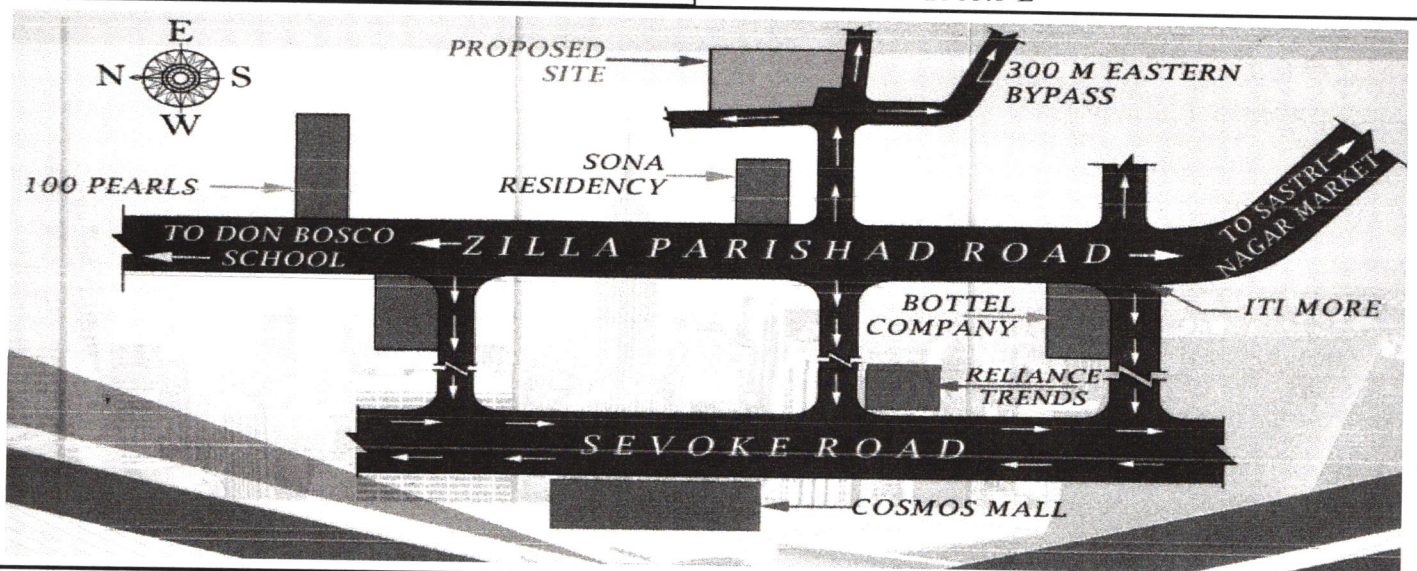 E
N
S
W
PROPOSED
SITE
300 M EASTERN
BYPASS
100 PEARLS
SONA
RESIDENCY
TO SASTRI
NAGAR MARKET
TO DON BOSCO
SCHOOL
ZILLA PARISHAD ROAD
BOTTEL
COMPANY
ITI MORE
RELIANCE
TRENDS
SEVOKE ROAD
COSMOS MALL